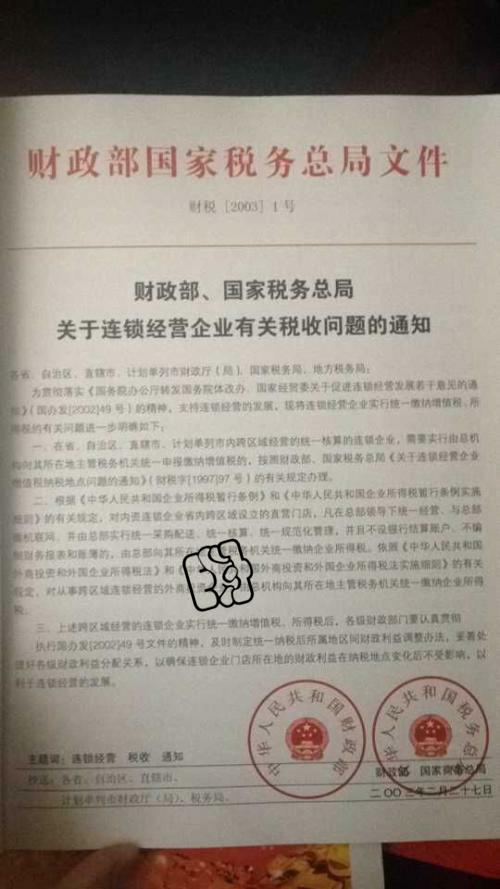 财政部国家税务总局文件
财税［2003］1号
财政部、国家税务总局
关于连锁经营企业有关税收问题的通知
各省、自治区、直辖市、计划单列市财政厅（局）、国家税务局、地方税务局：
为贯彻落实《国务院办公厅转发国务院体改办、国家经贸委关于促进连锁经营发展若干意见的通
知》（国办发[2002]49号）的精神，支持连锁经营的发展，现将连锁经营企业实行统一缴纳增值税、所
得税的有关问题进一步明确如下：
一、在省、自治区、直辖市、计划单列市内跨区域经营的统一核算的连锁企业，需要实行由总机
构向其所在地主管税务机关统一申报缴纳增值税的，按照财政部、国家税务总局《关于连锁经营企业
增值税纳税地点问题的通知》（财税字[1997]97号）的有关规定办理。
二、根据《中华人民共和国企业所得税暂行条例》和《中华人民共和国企业所得税暂行条例实施
细则》的有关规定，对内资连锁企业省内跨区域设立的直营门店，凡在总部领导下统一经营、与总部
微机联网、并由总部实行统一采购配送、统一核算、统一规范化管理，并且不设银行结算账户、不编
制财务报表和账簿的，由总部向其所在 税 机关统一缴纳企业所得税。依照《中华人民共和国
外商投资和外国企业所得税法》和《中 人 和国外商投资和外国企业所得税法实施细则》的有关
规定，对从事跨区域连锁经营的外商投资 总机构向其所在地主管税务机关统一缴纳企业所得
税。
三、上述跨区域经营的连锁企业实行统一缴纳增值税、所得税后，各级财政部门要认真贯彻
执行国办发[2002]49号文件的精神，及时制定统一纳税后所属地区间财政利益调整办法，妥善处
理好各级财政利益分配关系，以确保连锁企业门店所在地的财政利益在纳税地点变化后不受影响，以
利于连锁经营的发展。
中华人民共和国财政部
中华人民共和国国家税务总局
主题词：连锁经营 税收 通知
财政部 国家商务总局
抄送：各省、自治区、直辖市、
二〇〇三年二月二十七日
计划单列市财政厅（局），税务局。